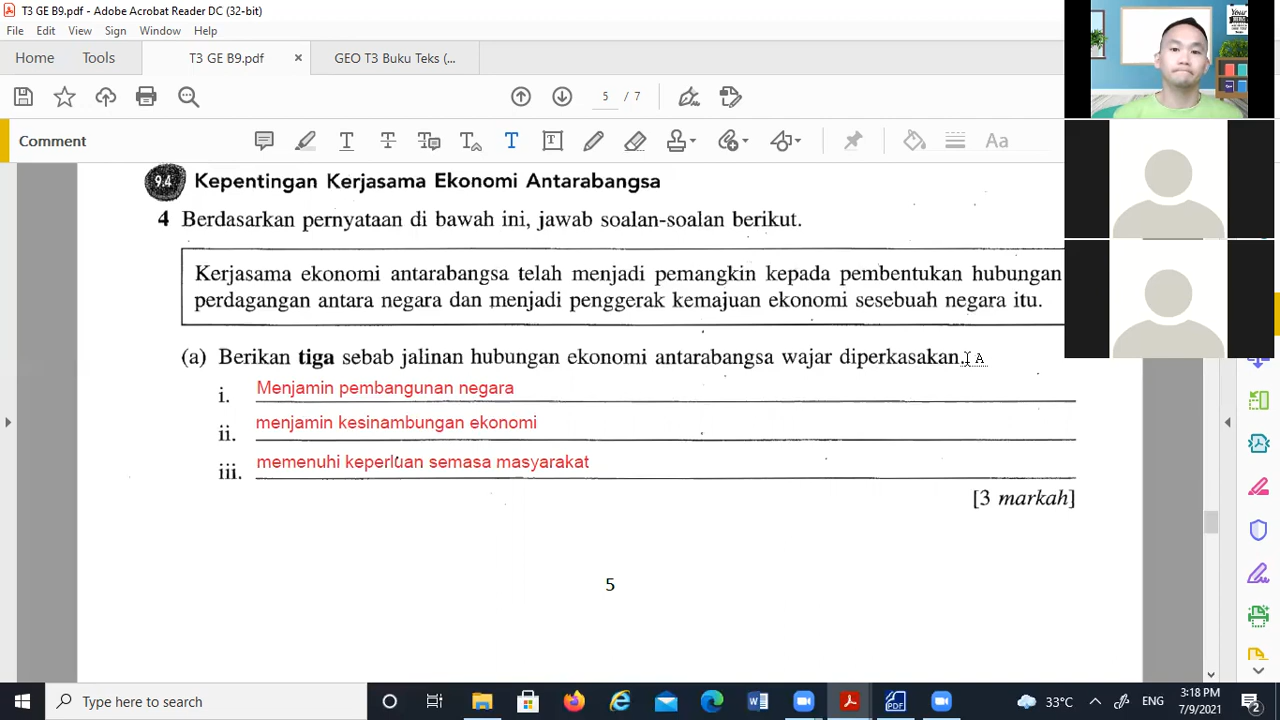 T3 GE B9.pdf - Adobe Acrobat Reader DC (32-bit)
File Edit View Sign Window Help
Home Tools T3 GE B9.pdf × GEO T3 Buku Teks (...
5 / 7
Comment
Aa
9.4 Kepentingan Kerjasama Ekonomi Antarabangsa
4 Berdasarkan pernyataan di bawah ini, jawab soalan-soalan berikut.
Kerjasama ekonomi antarabangsa telah menjadi pemangkin kepada pembentukan hubungan
perdagangan antara negara dan menjadi penggerak kemajuan ekonomi sesebuah negara itu.
(a) Berikan tiga sebab jalinan hubungan ekonomi antarabangsa wajar diperkasakan.
i. Menjamin pembangunan negara
ii. menjamin kesinambungan ekonomi
iii. memenuhi keperluan semasa masyarakat
[3 markah]
5
Type here to search
33°C ENG
3:18 PM
7/9/2021
2